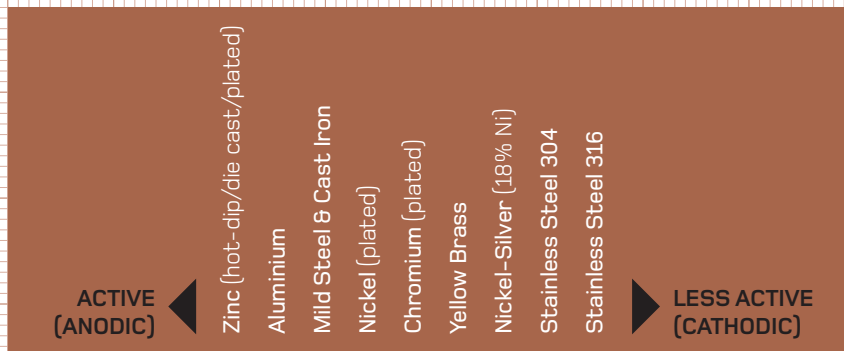 ACTIVE
(ANODIC)
Zinc (hot-dip/die cast/plated)
Aluminium
Mild Steel & Cast Iron
Nickel (plated)
Chromium (plated)
Yellow Brass
Nickel-Silver (18% Ni)
Stainless Steel 304
Stainless Steel 316
LESS ACTIVE
(CATHODIC)